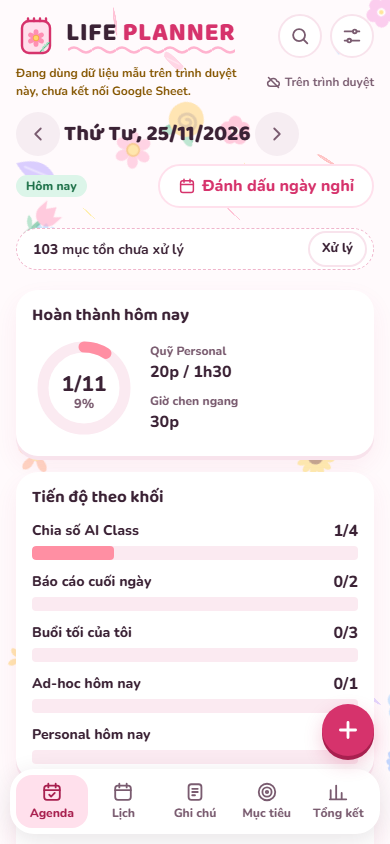 LIFE PLANNER
Đang dùng dữ liệu mẫu trên trình duyệt
này, chưa kết nối Google Sheet.
Trên trình duyệt
Thứ Tư, 25/11/2026
Hôm nay
Đánh dấu ngày nghỉ
103 mục tồn chưa xử lý
Xử lý
Hoàn thành hôm nay
1/11
9%
Quỹ Personal
20p / 1h30
Giờ chen ngang
30p
Tiến độ theo khối
Chia số AI Class 1/4
Báo cáo cuối ngày 0/2
Buổi tối của tôi 0/3
Ad-hoc hôm nay 0/1
Personal hôm nay
Agenda
Lịch
Ghi chú
Mục tiêu
Tổng kết